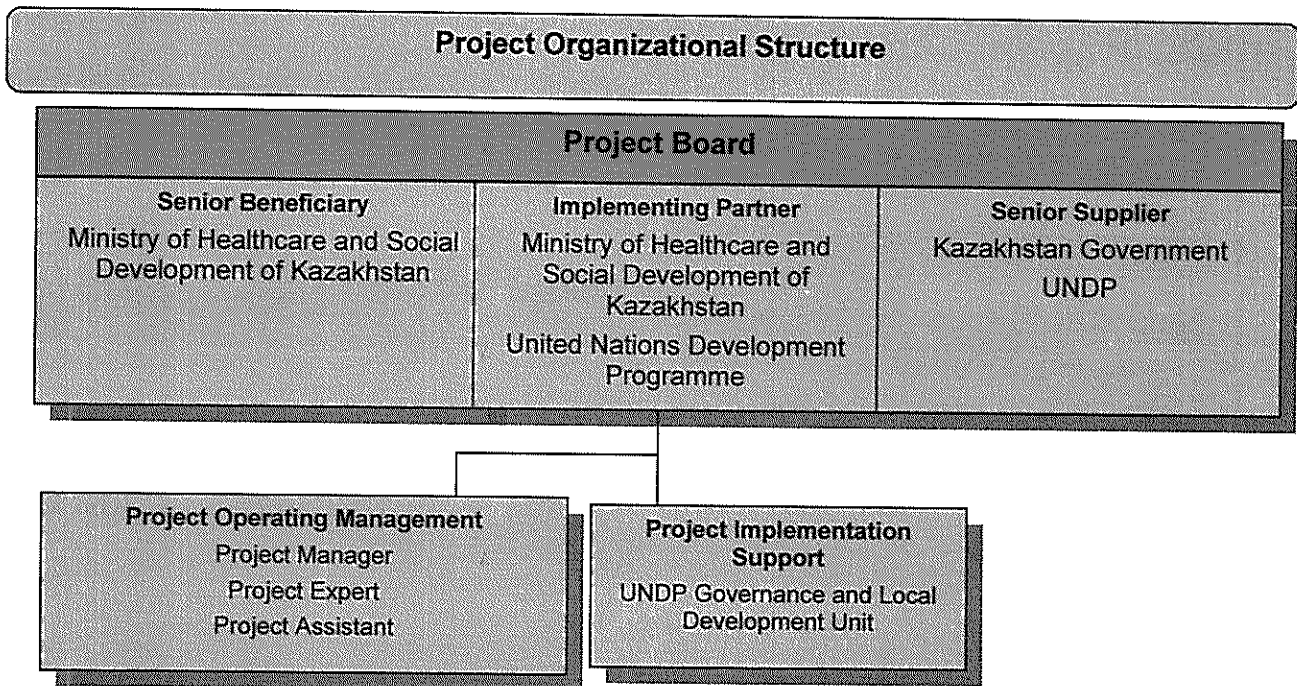 Project Organizational Structure
Project Board
Senior Beneficiary
Ministry of Healthcare and Social
Development of Kazakhstan
Implementing Partner
Ministry of Healthcare and
Social Development of
Kazakhstan
United Nations Development
Programme
Senior Supplier
Kazakhstan Government
UNDP
Project Operating Management
Project Manager
Project Expert
Project Assistant
Project Implementation
Support
UNDP Governance and Local
Development Unit